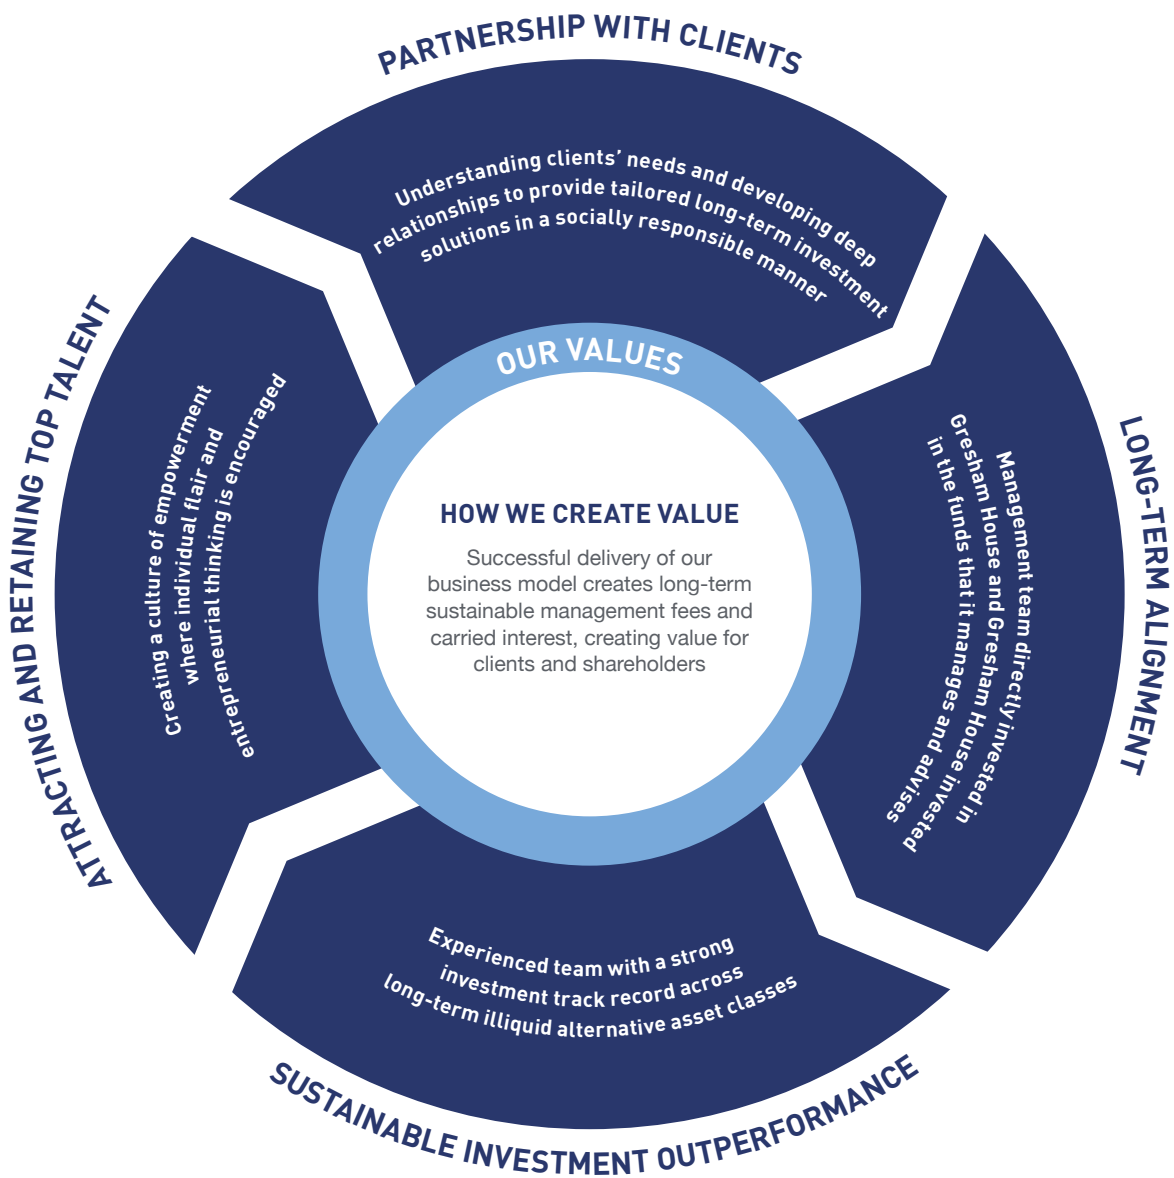 PARTNERSHIP WITH CLIENTS
Understanding clients’ needs and developing deep
relationships to provide tailored long-term investment
solutions in a socially responsible manner
LONG-TERM ALIGNMENT
Management team directly invested in
Gresham House and Gresham House invested
in the funds that it manages and advises
SUSTAINABLE INVESTMENT OUTPERFORMANCE
Experienced team with a strong
investment track record across
long-term illiquid alternative asset classes
ATTRACTING AND RETAINING TOP TALENT
Creating a culture of empowerment
where individual flair and
entrepreneurial thinking is encouraged
OUR VALUES
HOW WE CREATE VALUE
Successful delivery of our
business model creates long-term
sustainable management fees and
carried interest, creating value for
clients and shareholders